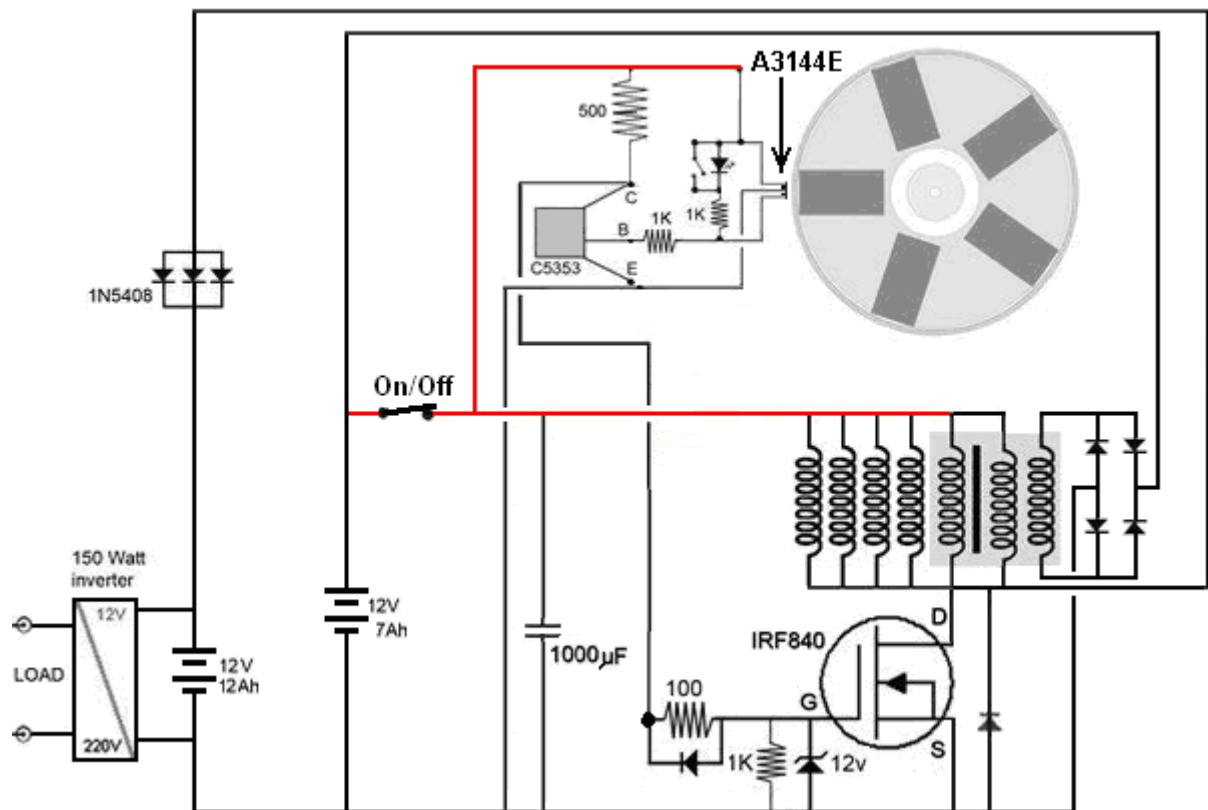 A3144E
500
C
1K
B
1K
E
C5353
1N5408
On/Off
150 Watt
inverter
12V
LOAD
220V
12V
12Ah
12V
7Ah
1000µF
IRF840
D
100
G
S
1K
12v